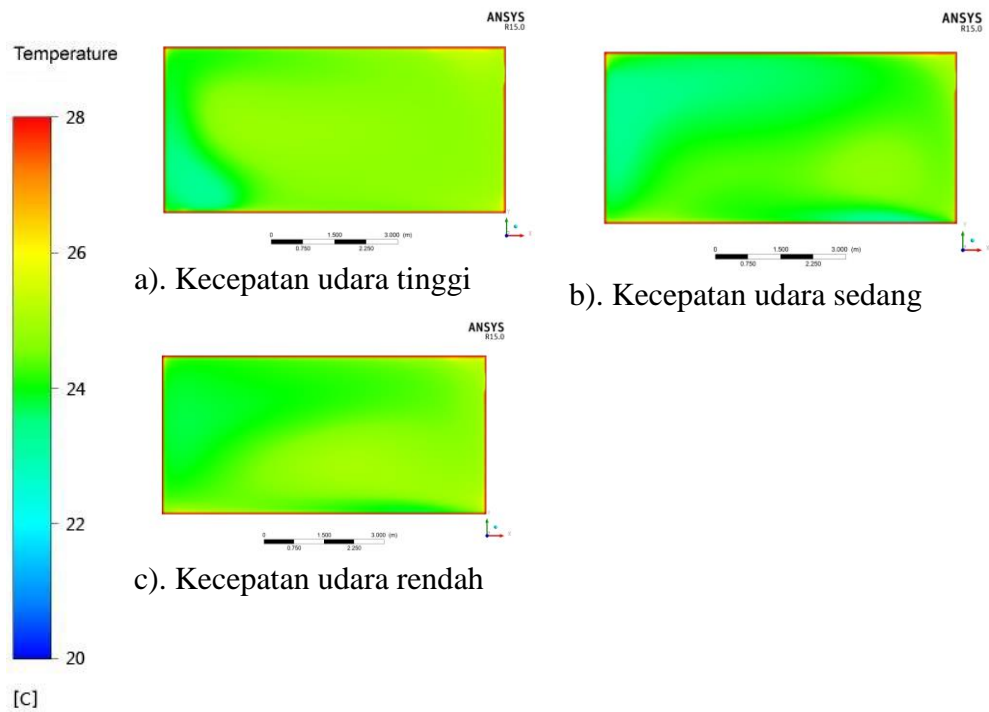 Temperature
28
26
24
22
20
[C]
ANSYS
R15.0
0 1.500 3.000 (m)
0.750 2.250
a). Kecepatan udara tinggi
ANSYS
R15.0
0 1.500 3.000 (m)
0.750 2.250
b). Kecepatan udara sedang
ANSYS
R15.0
0 1.500 3.000 (m)
0.750 2.250
c). Kecepatan udara rendah